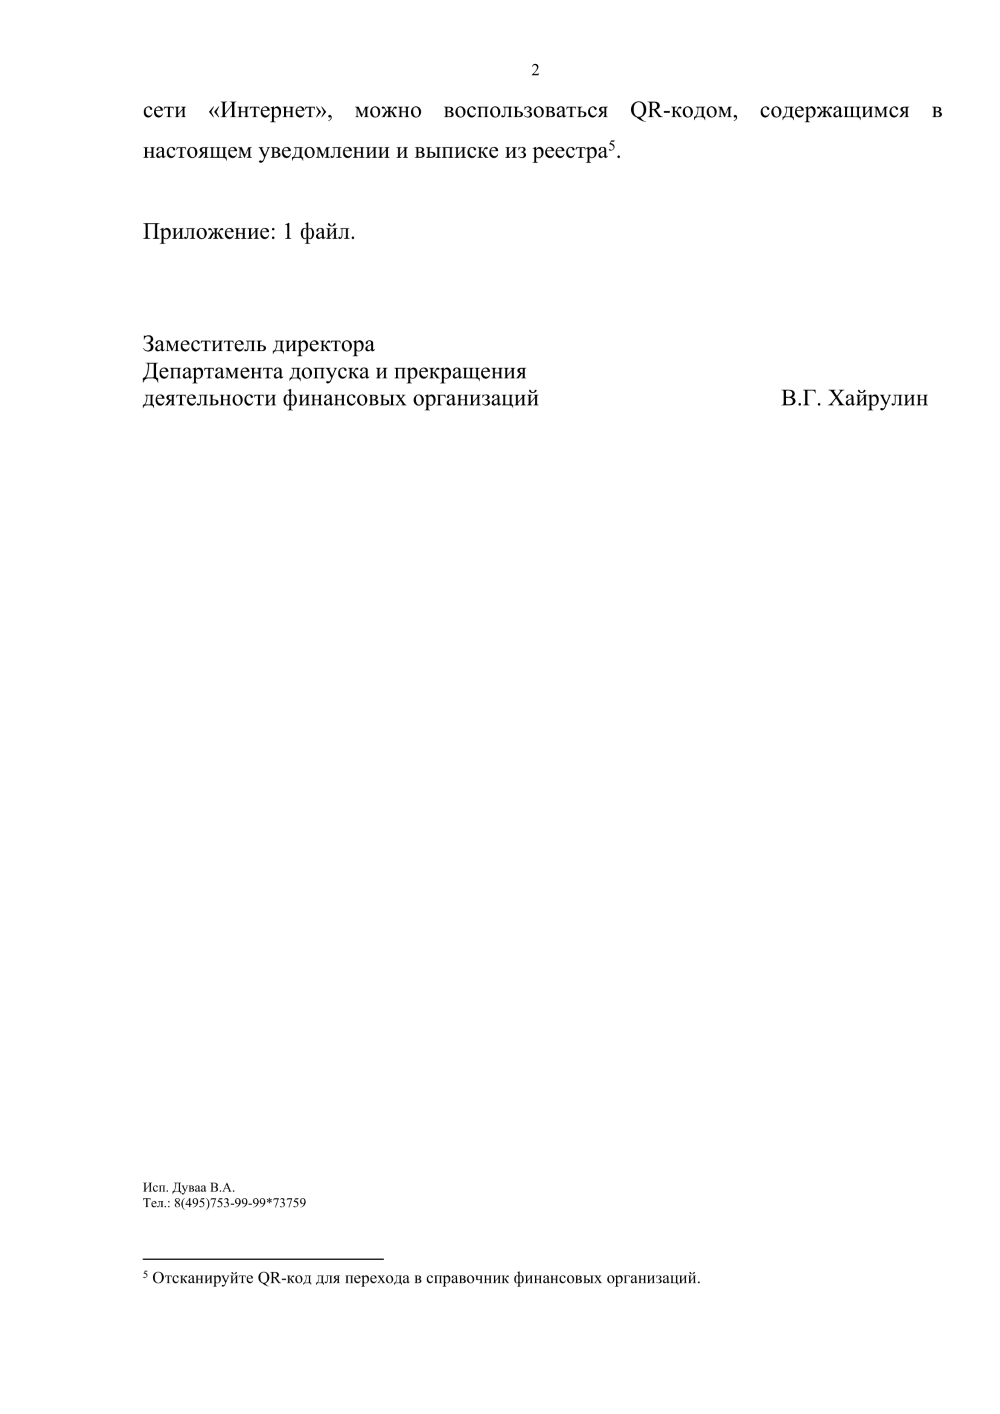 2
сети «Интернет», можно воспользоваться QR-кодом, содержащимся в
настоящем уведомлении и выписке из реестра⁵.
Приложение: 1 файл.
Заместитель директора
Департамента допуска и прекращения
деятельности финансовых организаций В.Г. Хайрулин
Исп. Дуваа В.А.
Тел.: 8(495)753-99-99*73759
⁵ Отсканируйте QR-код для перехода в справочник финансовых организаций.